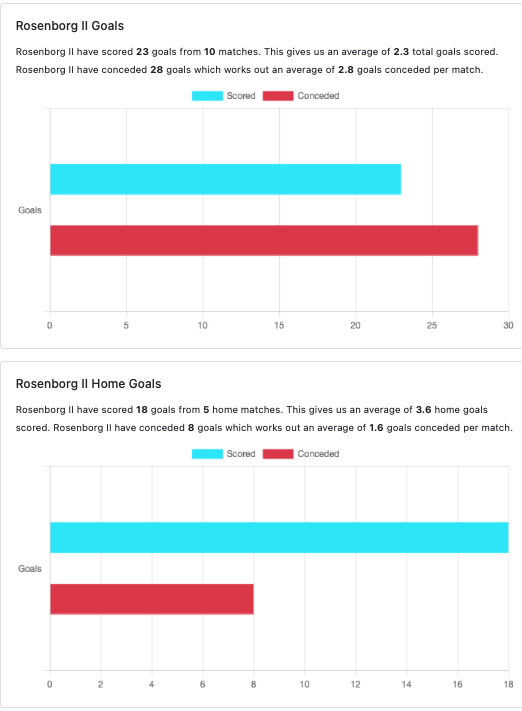 Rosenborg II Goals
Rosenborg II have scored 23 goals from 10 matches. This gives us an average of 2.3 total goals scored.
Rosenborg II have conceded 28 goals which works out an average of 2.8 goals conceded per match.
Scored Conceded
Goals
0 5 10 15 20 25 30
Rosenborg II Home Goals
Rosenborg II have scored 18 goals from 5 home matches. This gives us an average of 3.6 home goals
scored. Rosenborg II have conceded 8 goals which works out an average of 1.6 goals conceded per match.
Scored Conceded
Goals
0 2 4 6 8 10 12 14 16 18